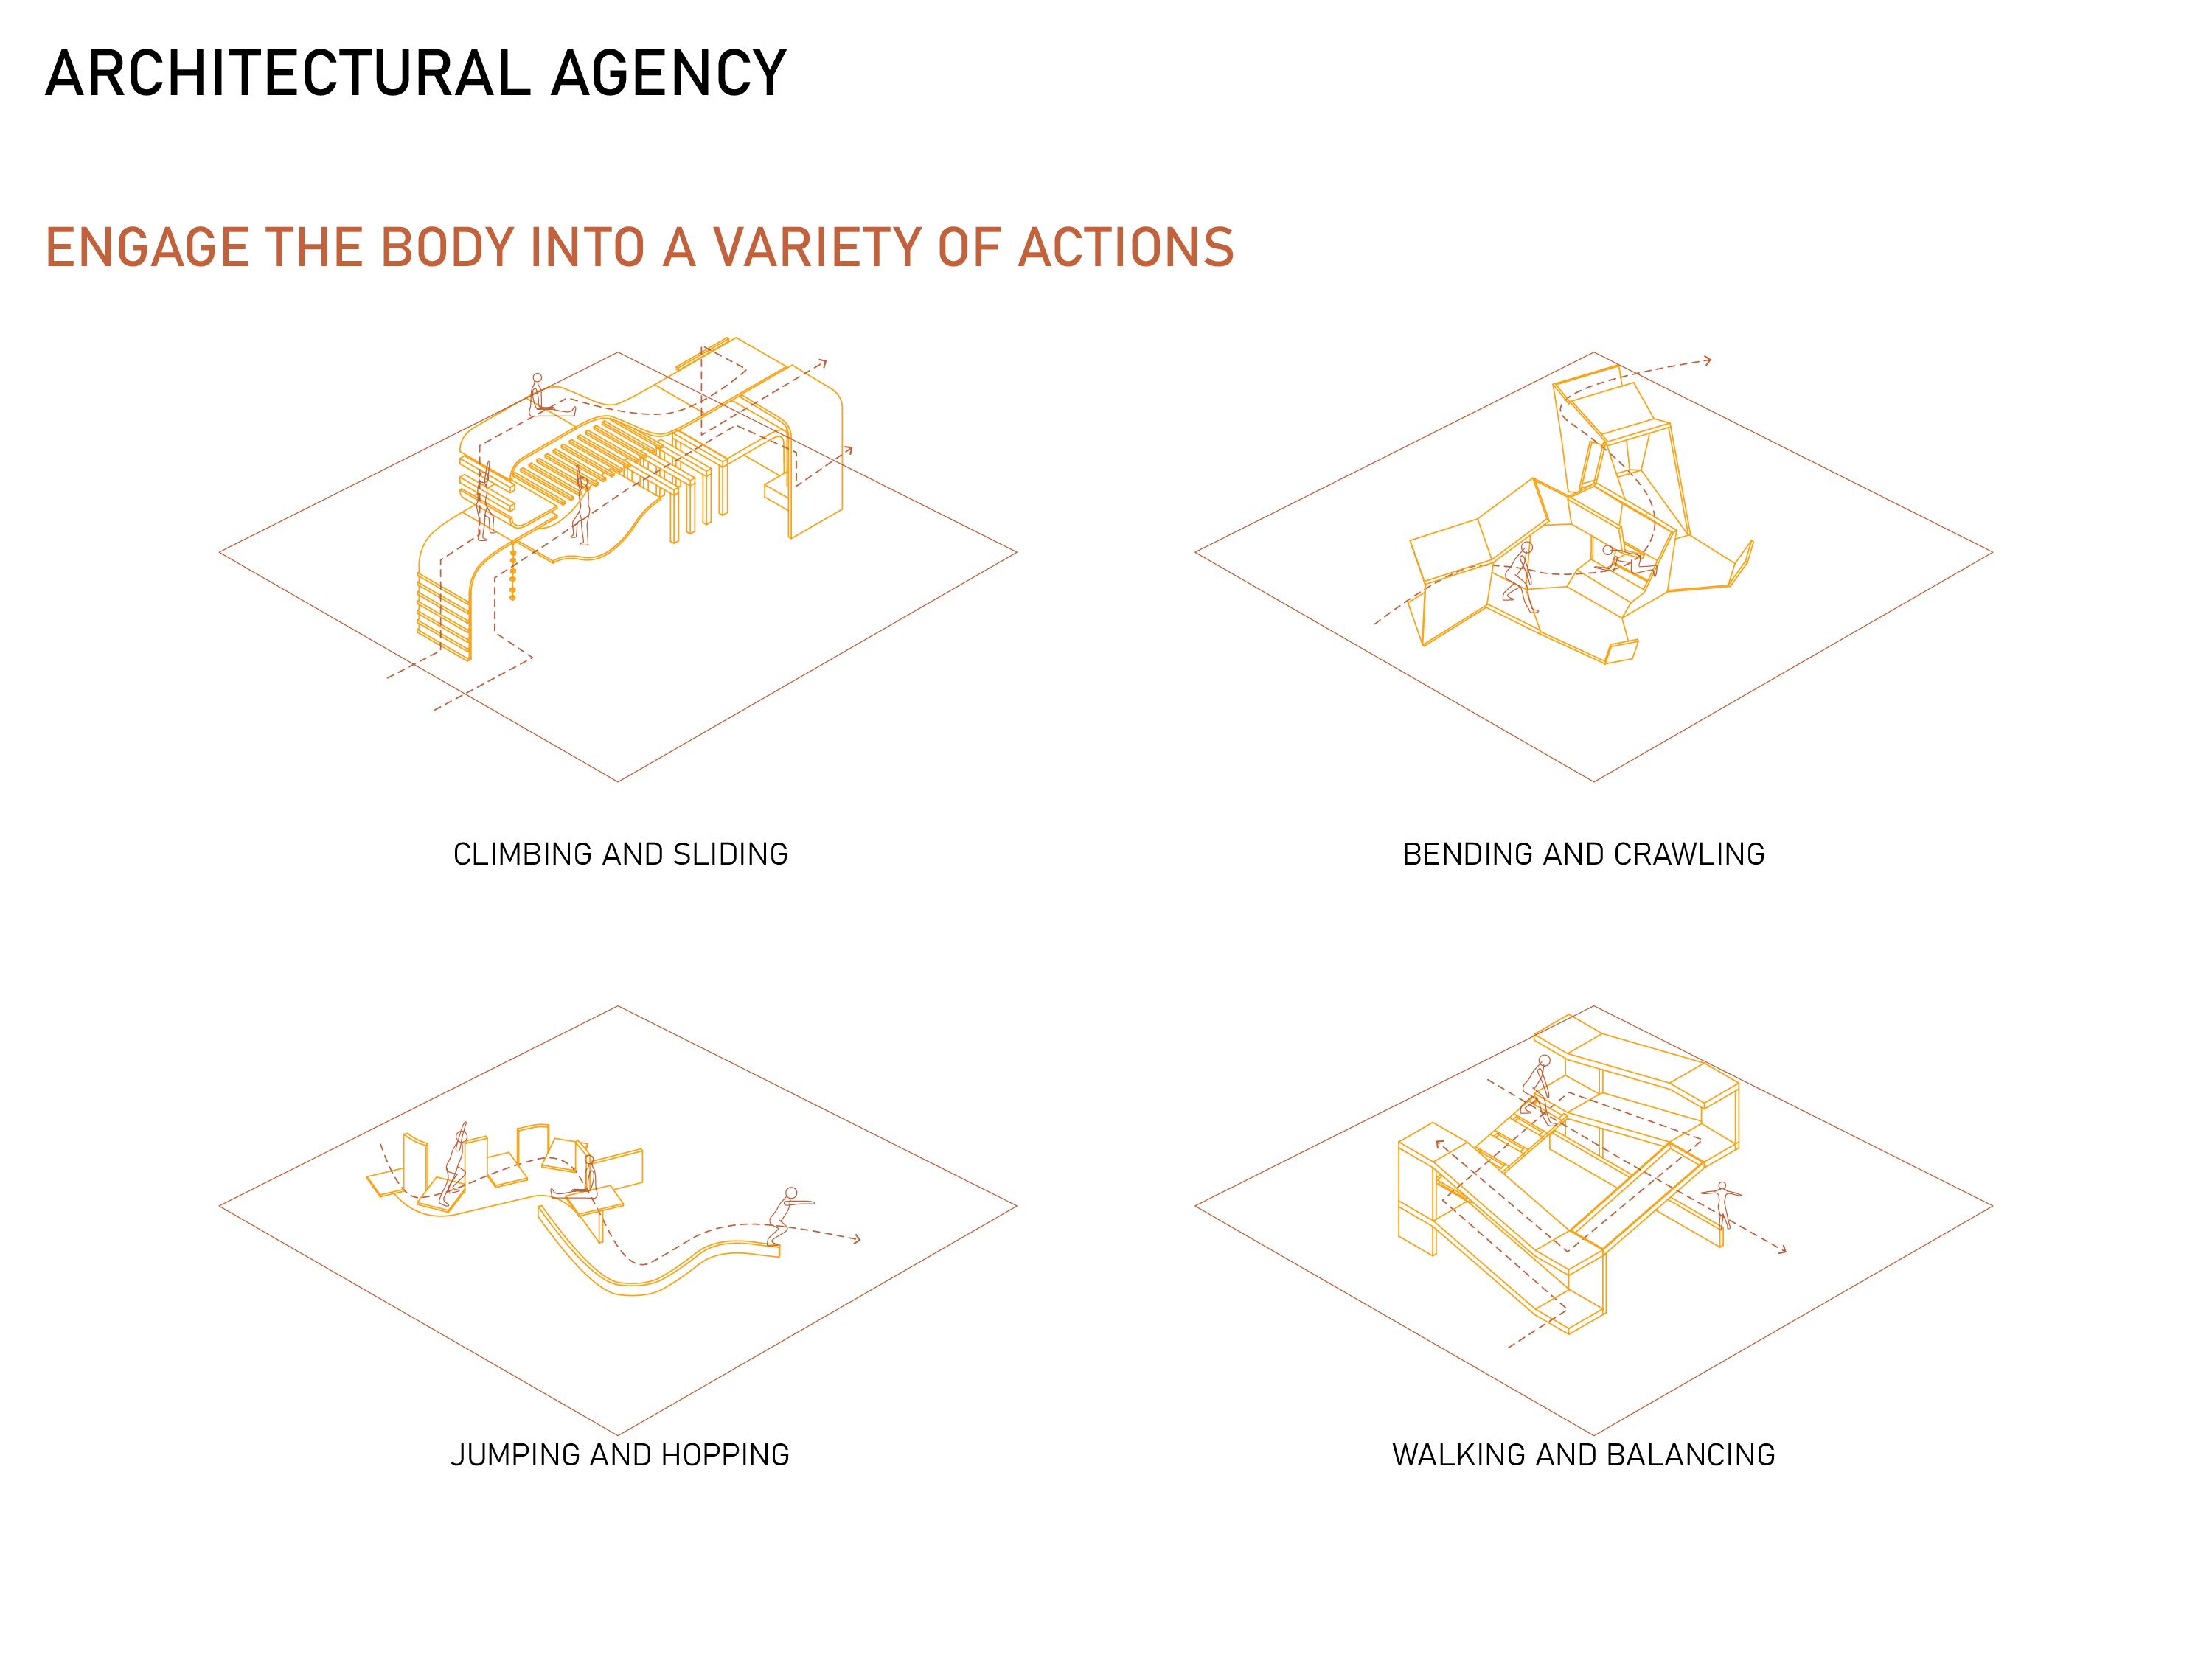 ARCHITECTURAL AGENCY
ENGAGE THE BODY INTO A VARIETY OF ACTIONS
CLIMBING AND SLIDING
BENDING AND CRAWLING
JUMPING AND HOPPING
WALKING AND BALANCING